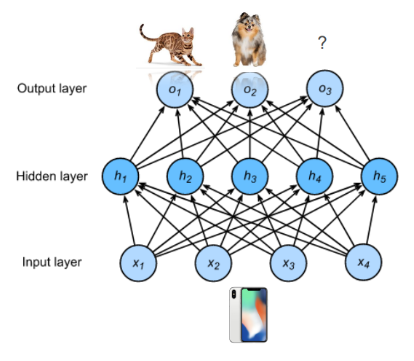 ?
Output layer o1 o2 o3
Hidden layer h1 h2 h3 h4 h5
Input layer x1 x2 x3 x4